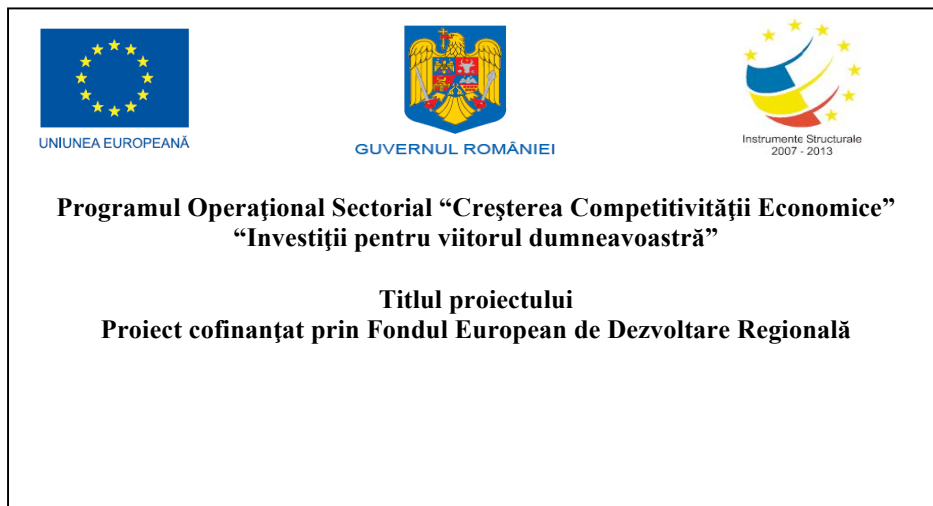 UNIUNEA EUROPEANĂ
GUVERNUL ROMÂNIEI
Instrumente Structurale
2007 - 2013
Programul Operaţional Sectorial “Creşterea Competitivităţii Economice”
“Investiţii pentru viitorul dumneavoastră”
Titlul proiectului
Proiect cofinanţat prin Fondul European de Dezvoltare Regională